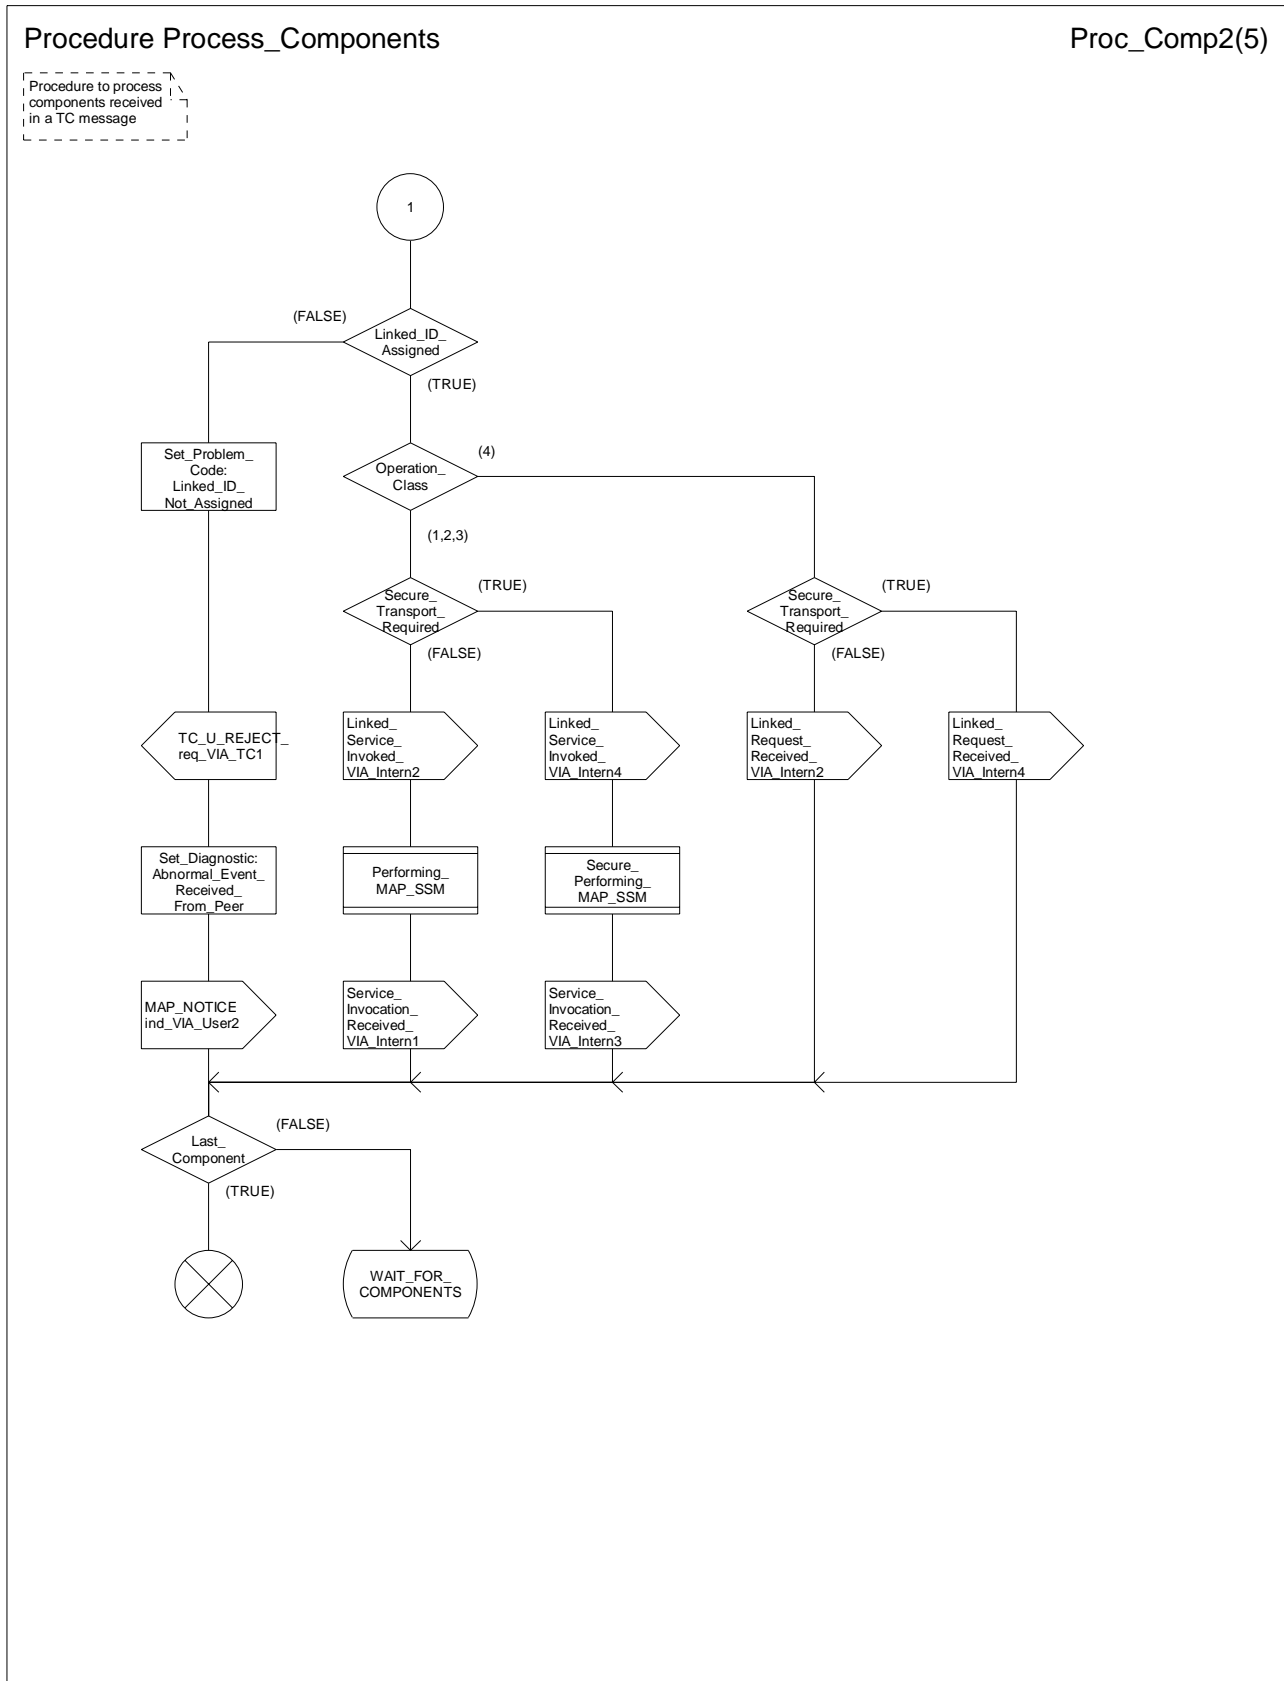 Procedure Process_Components
Proc_Comp2(5)
Procedure to process
components received
in a TC message
1
(FALSE)
Linked_ID_
Assigned
(TRUE)
Set_Problem_
Code:
Linked_ID_
Not_Assigned
(4)
Operation_
Class
(1,2,3)
(TRUE)
Secure_
Transport_
Required
(FALSE)
(TRUE)
Secure_
Transport_
Required
(FALSE)
TC_U_REJECT_
req_VIA_TC1
Linked_
Service_
Invoked_
VIA_Intern2
Linked_
Service_
Invoked_
VIA_Intern4
Linked_
Request_
Received_
VIA_Intern2
Linked_
Request_
Received_
VIA_Intern4
Set_Diagnostic:
Abnormal_Event_
Received_
From_Peer
Performing_
MAP_SSM
Secure_
Performing_
MAP_SSM
MAP_NOTICE
ind_VIA_User2
Service_
Invocation_
Received_
VIA_Intern1
Service_
Invocation_
Received_
VIA_Intern3
(FALSE)
Last_
Component
(TRUE)
WAIT_FOR_
COMPONENTS